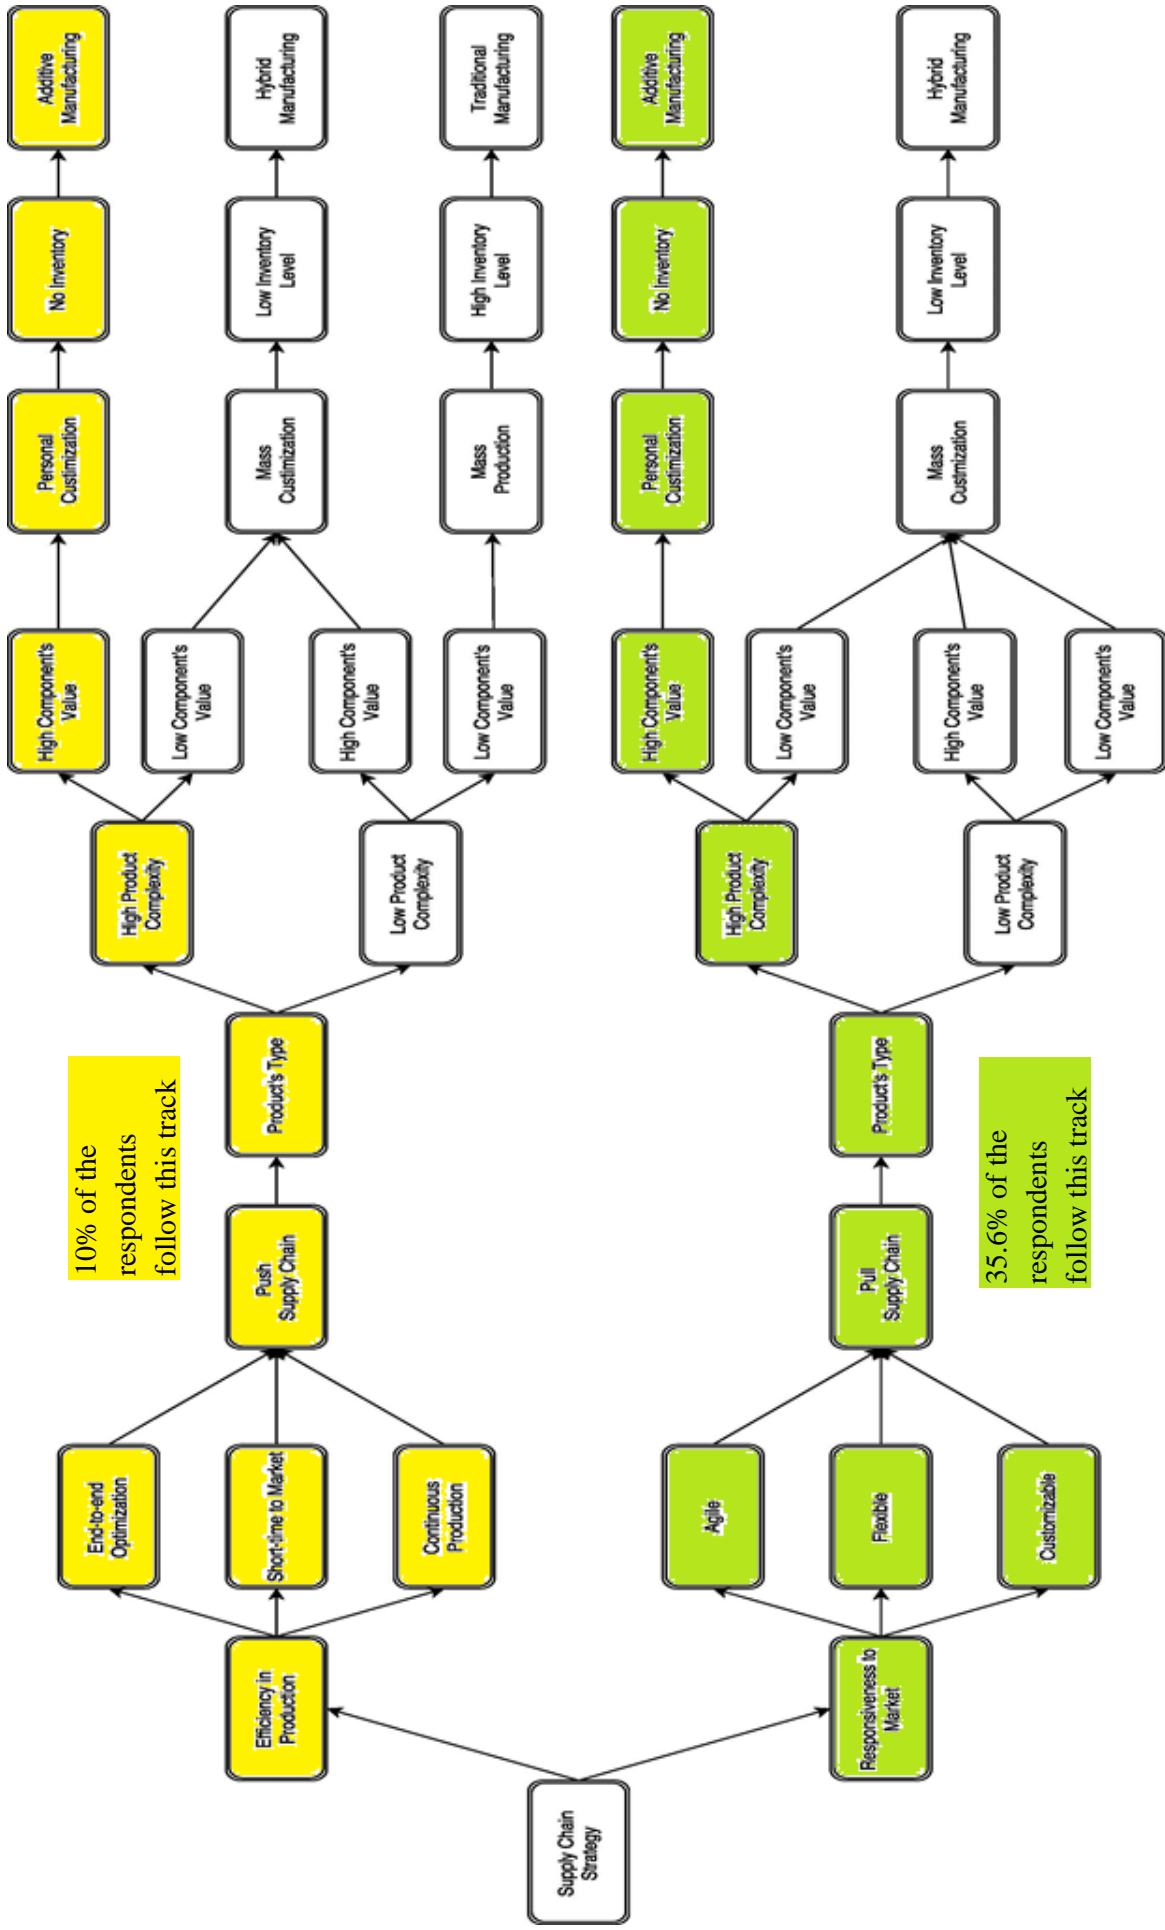 Supply Chain
Strategy
Efficiency in
Production
End-to-end
Optimization
Short-time to Market
Continuous
Production
Push
Supply Chain
10% of the
respondents
follow this track
Product's Type
High Product
Complexity
Low Product
Complexity
High Component's
Value
Low Component's
Value
High Component's
Value
Low Component's
Value
Personal
Custimization
Mass
Custimization
Mass
Production
No Inventory
Low Inventory
Level
High Inventory
Level
Additive
Manufacturing
Hybrid
Manufacturing
Traditional
Manufacturing
Responsiveness to
Market
Agile
Flexible
Customizable
Pull
Supply Chain
35.6% of the
respondents
follow this track
Product's Type
High Product
Complexity
Low Product
Complexity
High Component's
Value
Low Component's
Value
High Component's
Value
Low Component's
Value
Personal
Custimization
Mass
Custmization
No Inventory
Low Inventory
Level
Additive
Manufacturing
Hybrid
Manufacturing